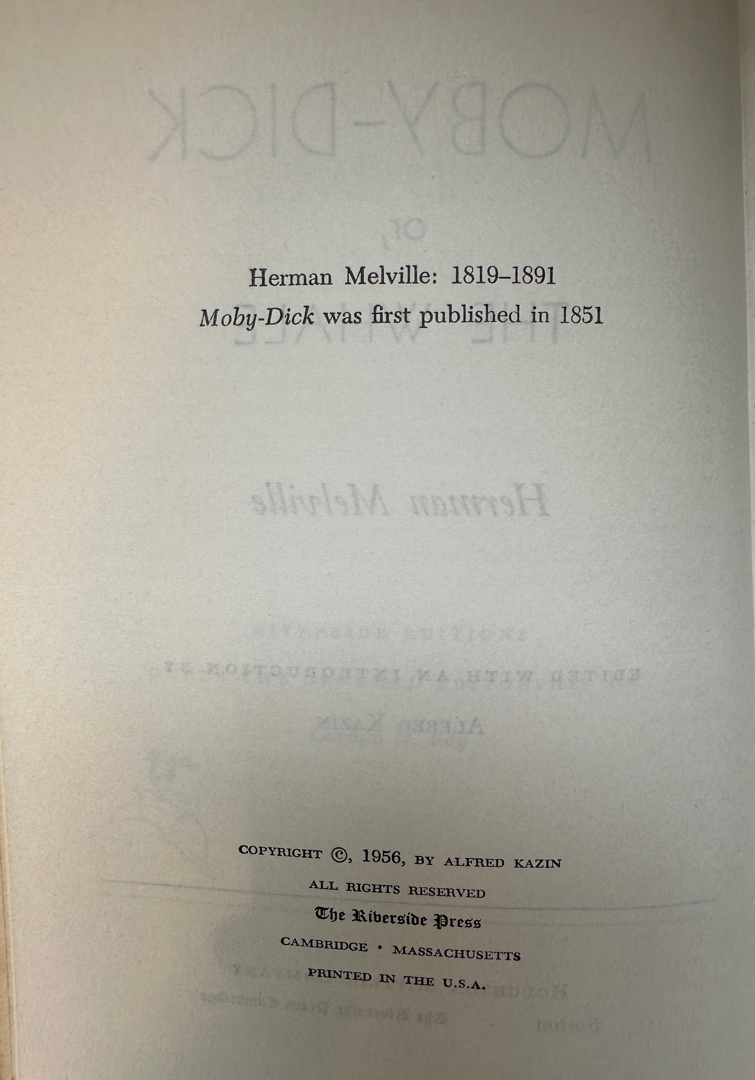 Herman Melville: 1819–1891
Moby-Dick was first published in 1851
COPYRIGHT ©, 1956, BY ALFRED KAZIN
ALL RIGHTS RESERVED
The Riverside Press
CAMBRIDGE • MASSACHUSETTS
PRINTED IN THE U.S.A.